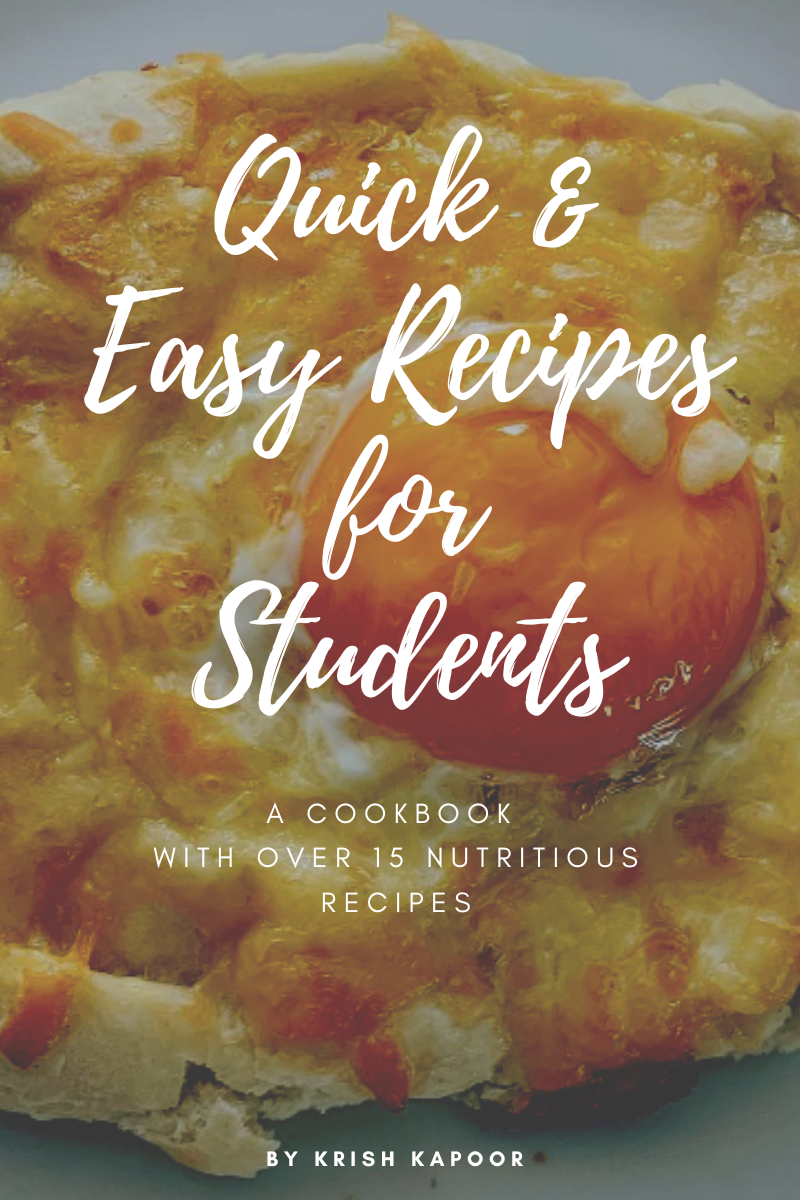 Quick &
Easy Recipes
for
Students
A COOKBOOK
WITH OVER 15 NUTRITIOUS
RECIPES
BY KRISH KAPOOR